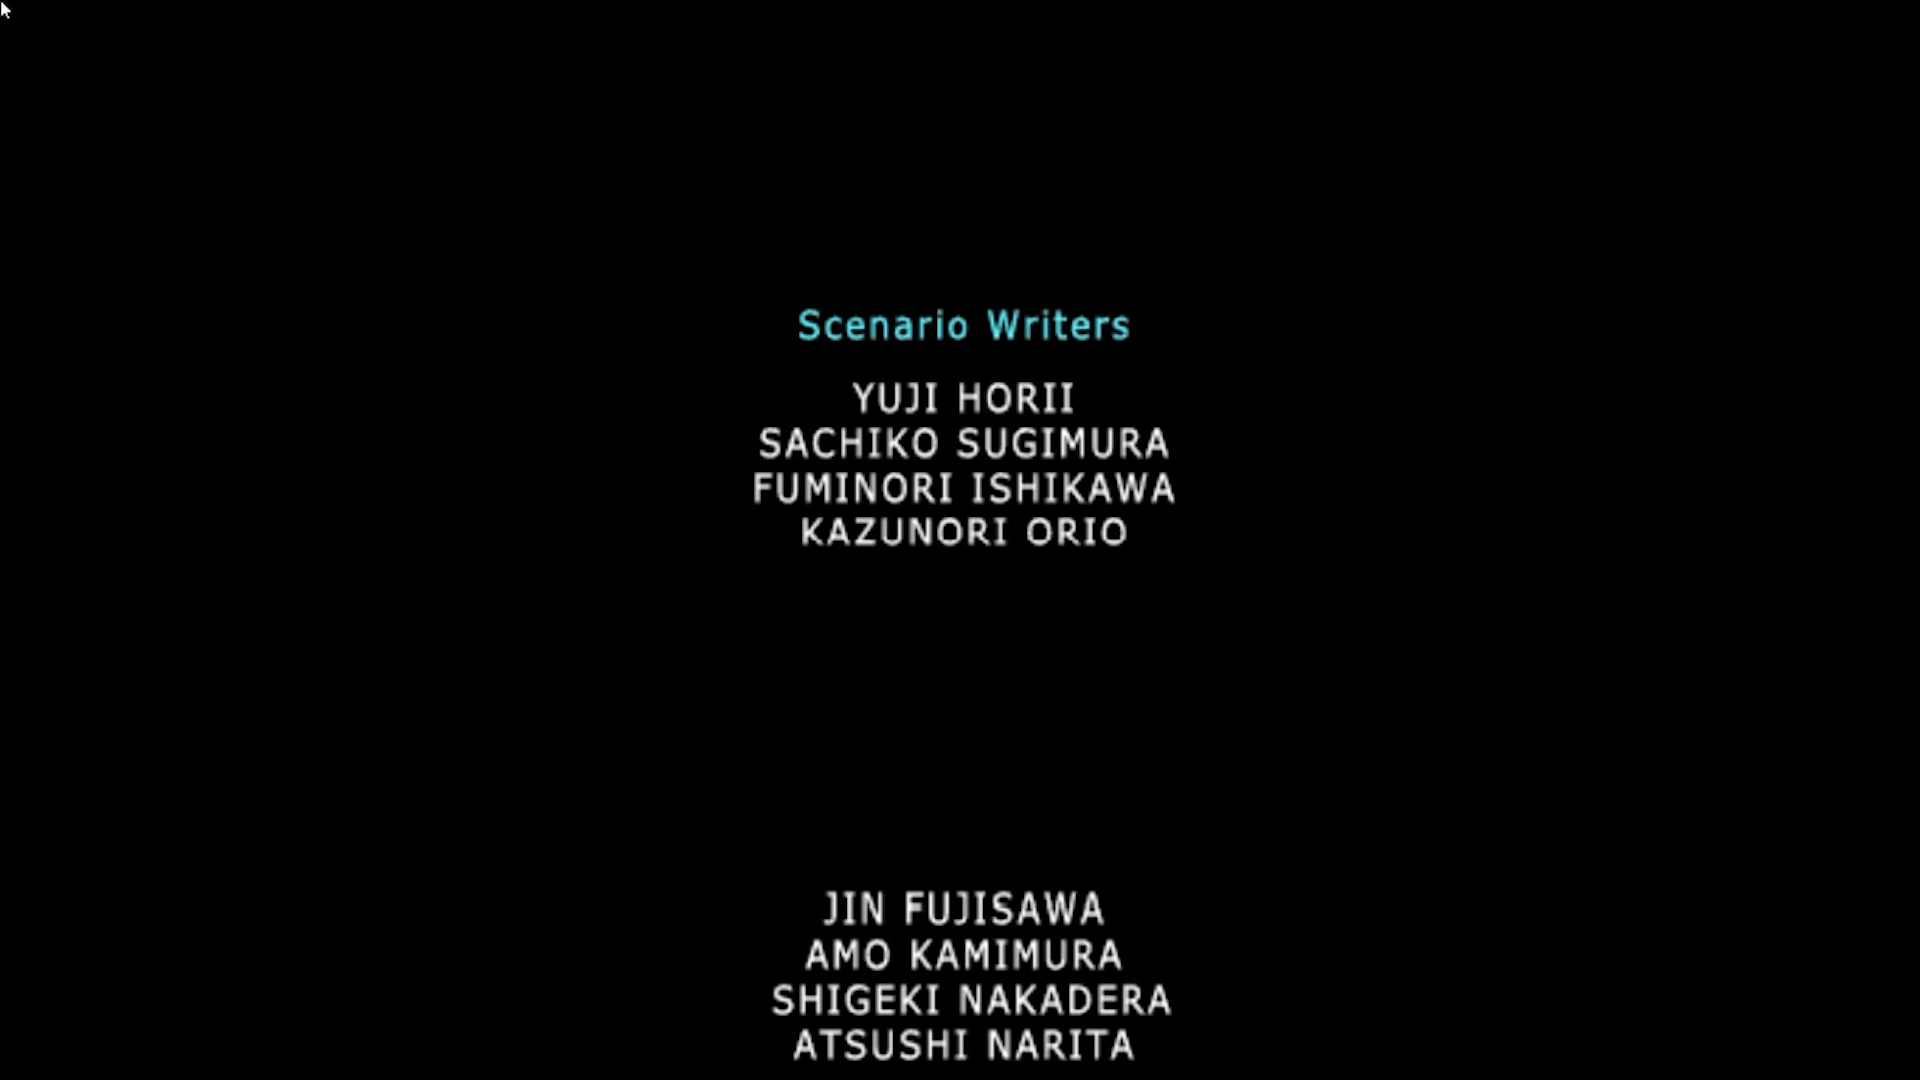 Scenario Writers
YUJI HORII
SACHIKO SUGIMURA
FUMINORI ISHIKAWA
KAZUNORI ORIO
JIN FUJISAWA
AMO KAMIMURA
SHIGEKI NAKADERA
ATSUSHI NARITA